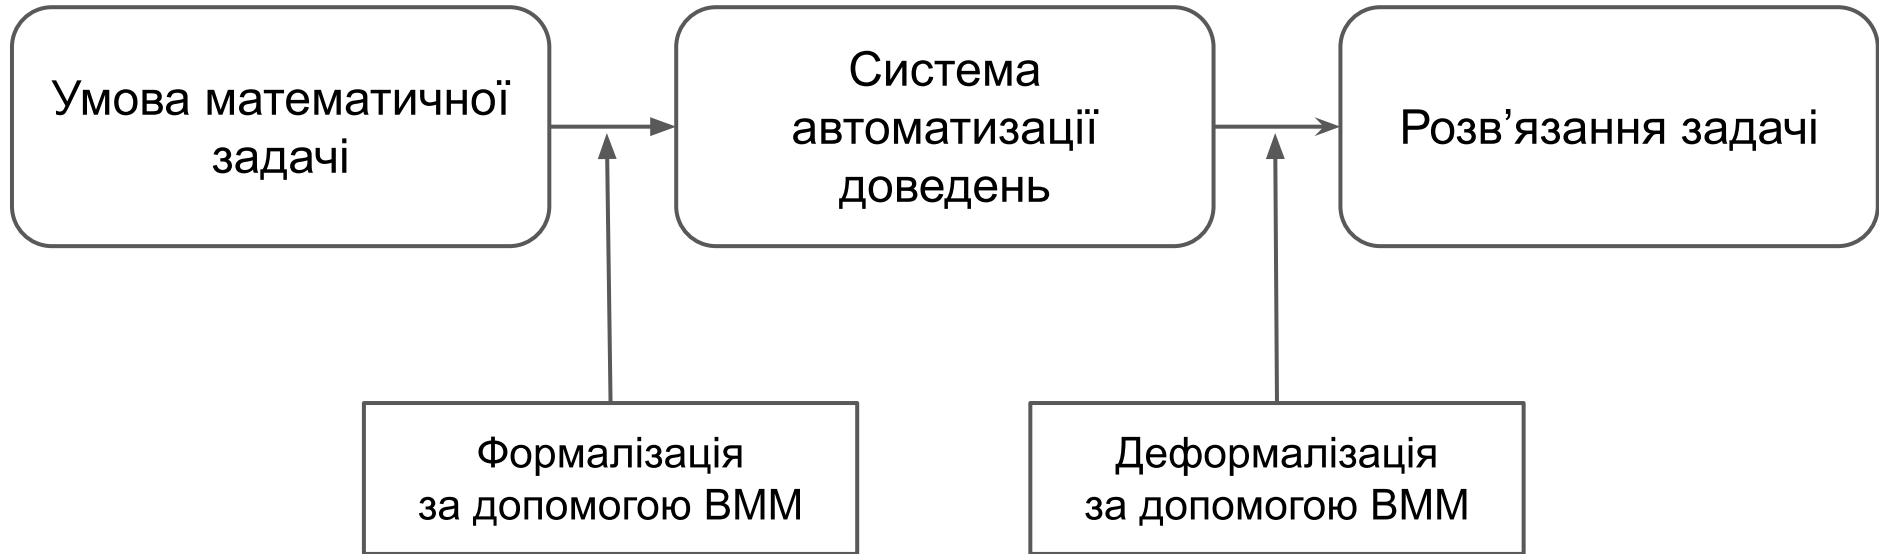 Умова математичної
задачі
Система
автоматизації
доведень
Розв’язання задачі
Формалізація
за допомогою ВММ
Деформалізація
за допомогою ВММ